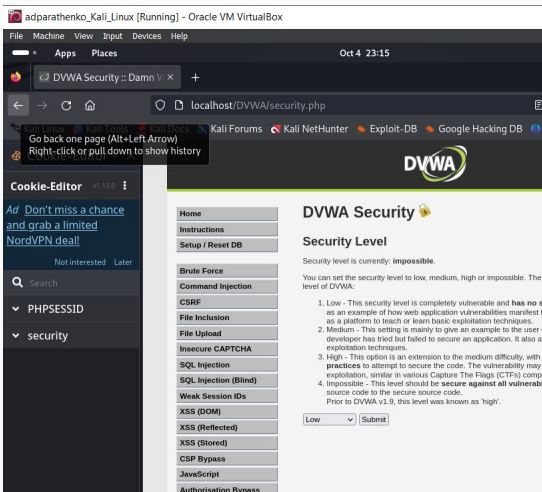 adparathenko_Kali_Linux [Running] - Oracle VM VirtualBox
File Machine View Input Devices Help
Apps Places Oct 4 23:15
DVWA Security :: Damn V
localhost/DVWA/security.php
Kali Linux Kali Tools Kali Docs Kali Forums Kali NetHunter Exploit-DB Google Hacking DB
Go back one page (Alt+Left Arrow)
Right-click or pull down to show history
Cookie-Editor
Cookie-Editor v1.13.0
Ad Don't miss a chance
and grab a limited
NordVPN deal!
Not interested Later
Search
PHPSESSID
security
DVWA
Home
Instructions
Setup / Reset DB
Brute Force
Command Injection
CSRF
File Inclusion
File Upload
Insecure CAPTCHA
SQL Injection
SQL Injection (Blind)
Weak Session IDs
XSS (DOM)
XSS (Reflected)
XSS (Stored)
CSP Bypass
JavaScript
Authorisation Bypass
DVWA Security
Security Level
Security level is currently: impossible.
You can set the security level to low, medium, high or impossible. The
level of DVWA:
1. Low - This security level is completely vulnerable and has no s
as an example of how web application vulnerabilities manifest
as a platform to teach or learn basic exploitation techniques.
2. Medium - This setting is mainly to give an example to the user
developer has tried but failed to secure an application. It also a
exploitation techniques.
3. High - This option is an extension to the medium difficulty, with
practices to attempt to secure the code. The vulnerability may
exploitation, similar in various Capture The Flags (CTFs) comp
4. Impossible - This level should be secure against all vulnerabi
source code to the secure source code.
Prior to DVWA v1.9, this level was known as 'high'.
Low Submit